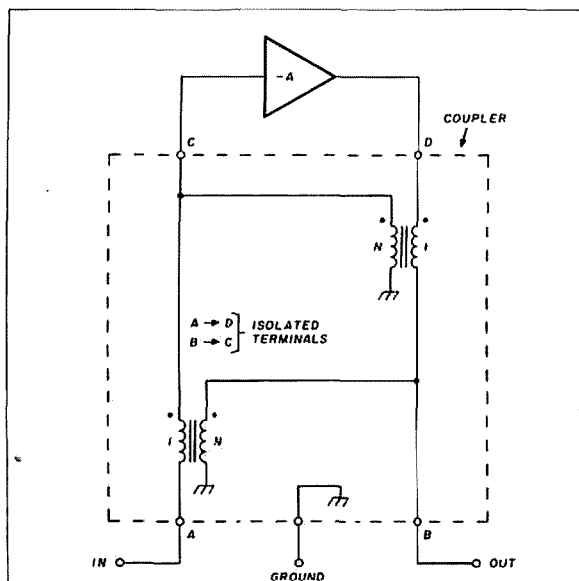 -A
C
D
COUPLER
N
1
A → D
B → C
ISOLATED
TERMINALS
1
N
A
B
IN
GROUND
OUT